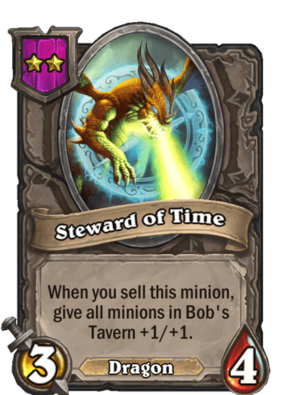 Steward of Time
When you sell this minion,
give all minions in Bob's
Tavern +1/+1.
3
Dragon
4